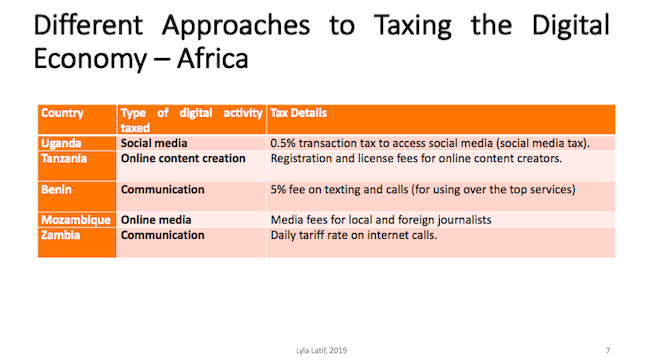 Different Approaches to Taxing the Digital
Economy – Africa
Country Type of digital activity Tax Details
taxed
Uganda Social media 0.5% transaction tax to access social media (social media tax).
Tanzania Online content creation Registration and license fees for online content creators.
Benin Communication 5% fee on texting and calls (for using over the top services)
Mozambique Online media Media fees for local and foreign journalists
Zambia Communication Daily tariff rate on internet calls.
Lyla Latif, 2019 7